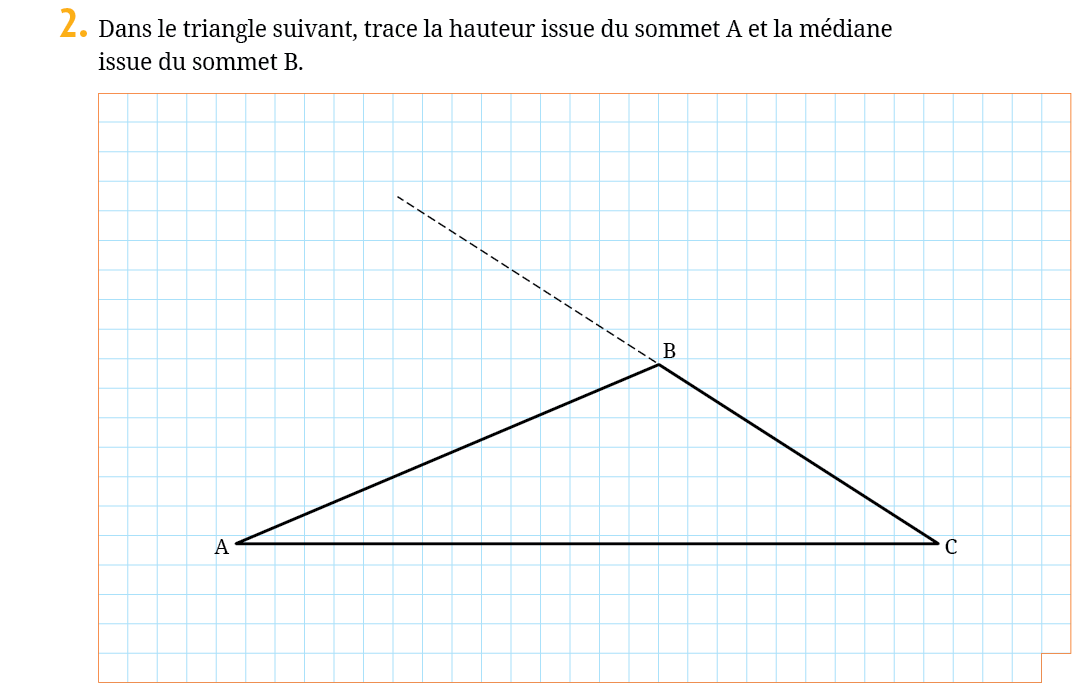 2. Dans le triangle suivant, trace la hauteur issue du sommet A et la médiane
issue du sommet B.
B
A
C